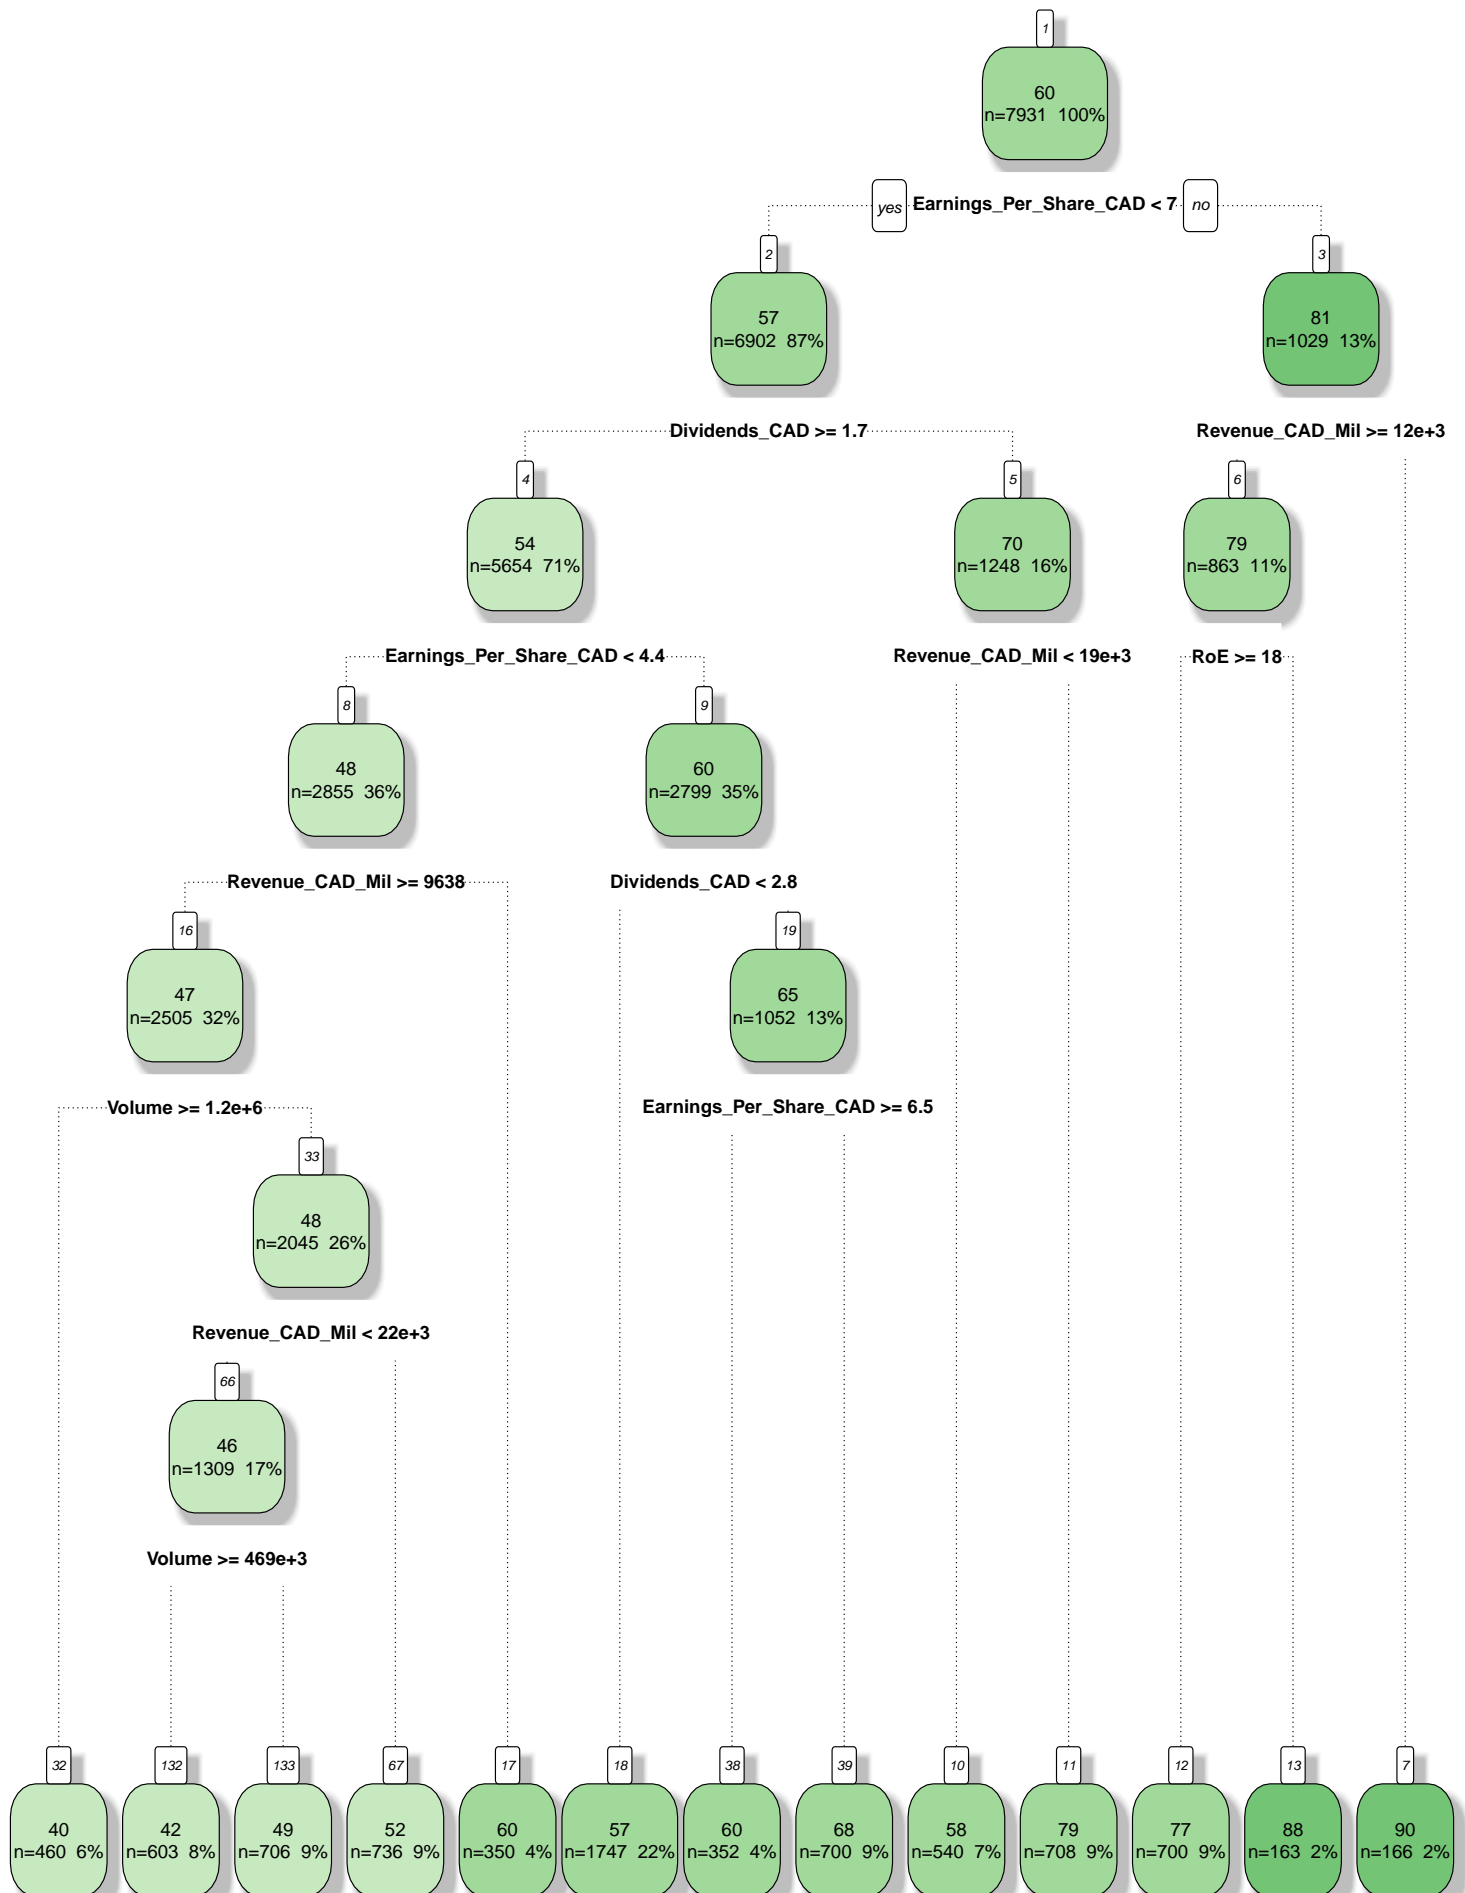 1
60
n=7931 100%
yes
Earnings_Per_Share_CAD < 7
no
2
3
57
n=6902 87%
81
n=1029 13%
Dividends_CAD >= 1.7
Revenue_CAD_Mil >= 12e+3
4
5
6
54
n=5654 71%
70
n=1248 16%
79
n=863 11%
Earnings_Per_Share_CAD < 4.4
Revenue_CAD_Mil < 19e+3
RoE >= 18
8
9
48
n=2855 36%
60
n=2799 35%
Revenue_CAD_Mil >= 9638
Dividends_CAD < 2.8
16
19
47
n=2505 32%
65
n=1052 13%
Volume >= 1.2e+6
Earnings_Per_Share_CAD >= 6.5
33
48
n=2045 26%
Revenue_CAD_Mil < 22e+3
66
46
n=1309 17%
Volume >= 469e+3
32
132
133
67
17
18
38
39
10
11
12
13
7
40
n=460 6%
42
n=603 8%
49
n=706 9%
52
n=736 9%
60
n=350 4%
57
n=1747 22%
60
n=352 4%
68
n=700 9%
58
n=540 7%
79
n=708 9%
77
n=700 9%
88
n=163 2%
90
n=166 2%